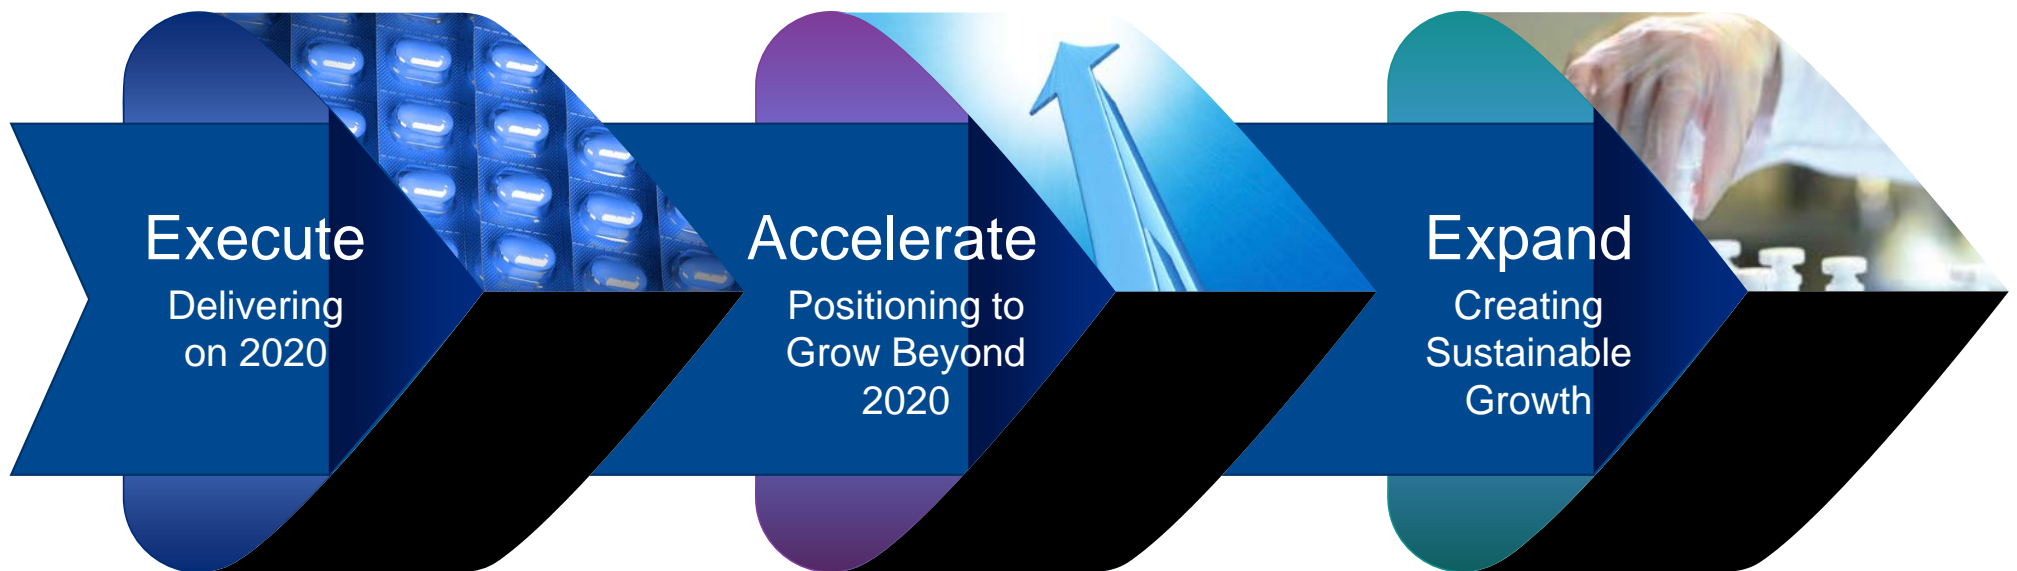 Execute
Delivering
on 2020
Accelerate
Positioning to
Grow Beyond
2020
Expand
Creating
Sustainable
Growth